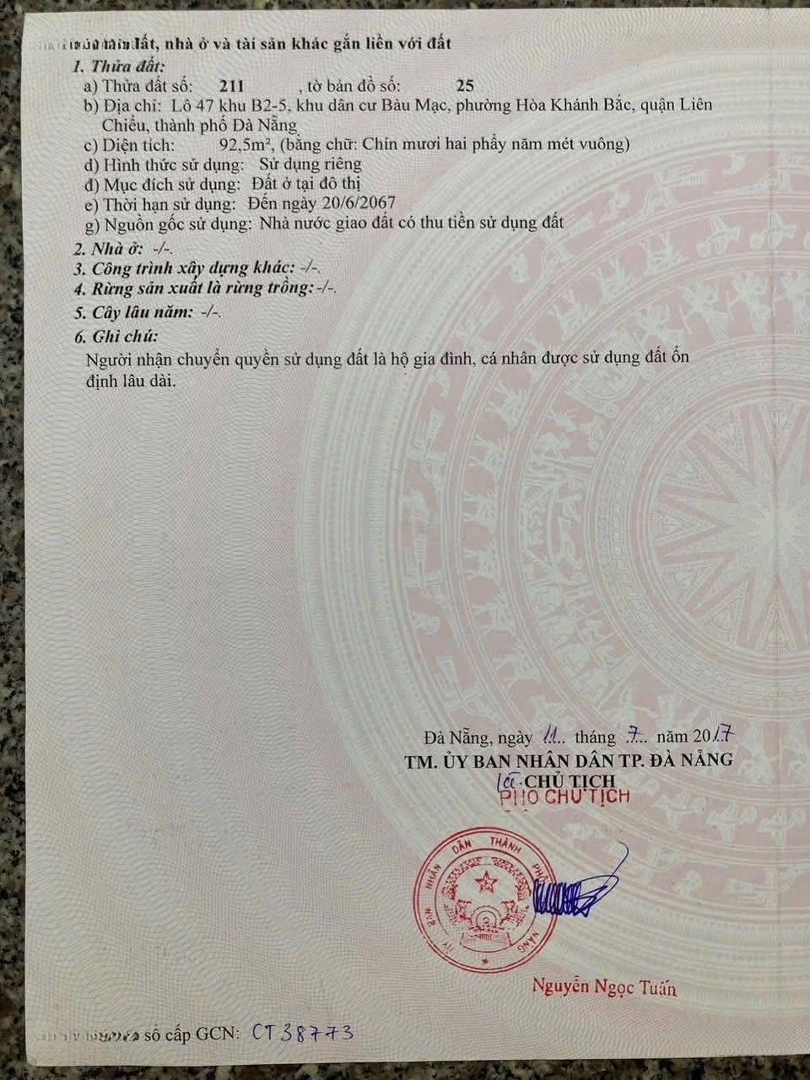 đất, nhà ở và tài sản khác gắn liền với đất
1. Thửa đất:
a) Thửa đất số: 211 , tờ bản đồ số: 25
b) Địa chỉ: Lô 47 khu B2-5, khu dân cư Bàu Mạc, phường Hòa Khánh Bắc, quận Liên
Chiểu, thành phố Đà Nẵng
c) Diện tích: 92,5m², (bằng chữ: Chín mươi hai phẩy năm mét vuông)
d) Hình thức sử dụng: Sử dụng riêng
đ) Mục đích sử dụng: Đất ở tại đô thị
e) Thời hạn sử dụng: Đến ngày 20/6/2067
g) Nguồn gốc sử dụng: Nhà nước giao đất có thu tiền sử dụng đất
2. Nhà ở: -/-.
3. Công trình xây dựng khác: -/-.
4. Rừng sản xuất là rừng trồng: -/-.
5. Cây lâu năm: -/-.
6. Ghi chú:
Người nhận chuyển quyền sử dụng đất là hộ gia đình, cá nhân được sử dụng đất ổn
định lâu dài.
Đà Nẵng, ngày 11.. tháng .7... năm 2017
TM. ỦY BAN NHÂN DÂN TP. ĐÀ NẴNG
KT. CHỦ TỊCH
PHÓ CHỦ TỊCH
ỦY BAN NHÂN DÂN THÀNH PHỐ NẴNG
Nguyễn Ngọc Tuấn
số cấp GCN: CT38773